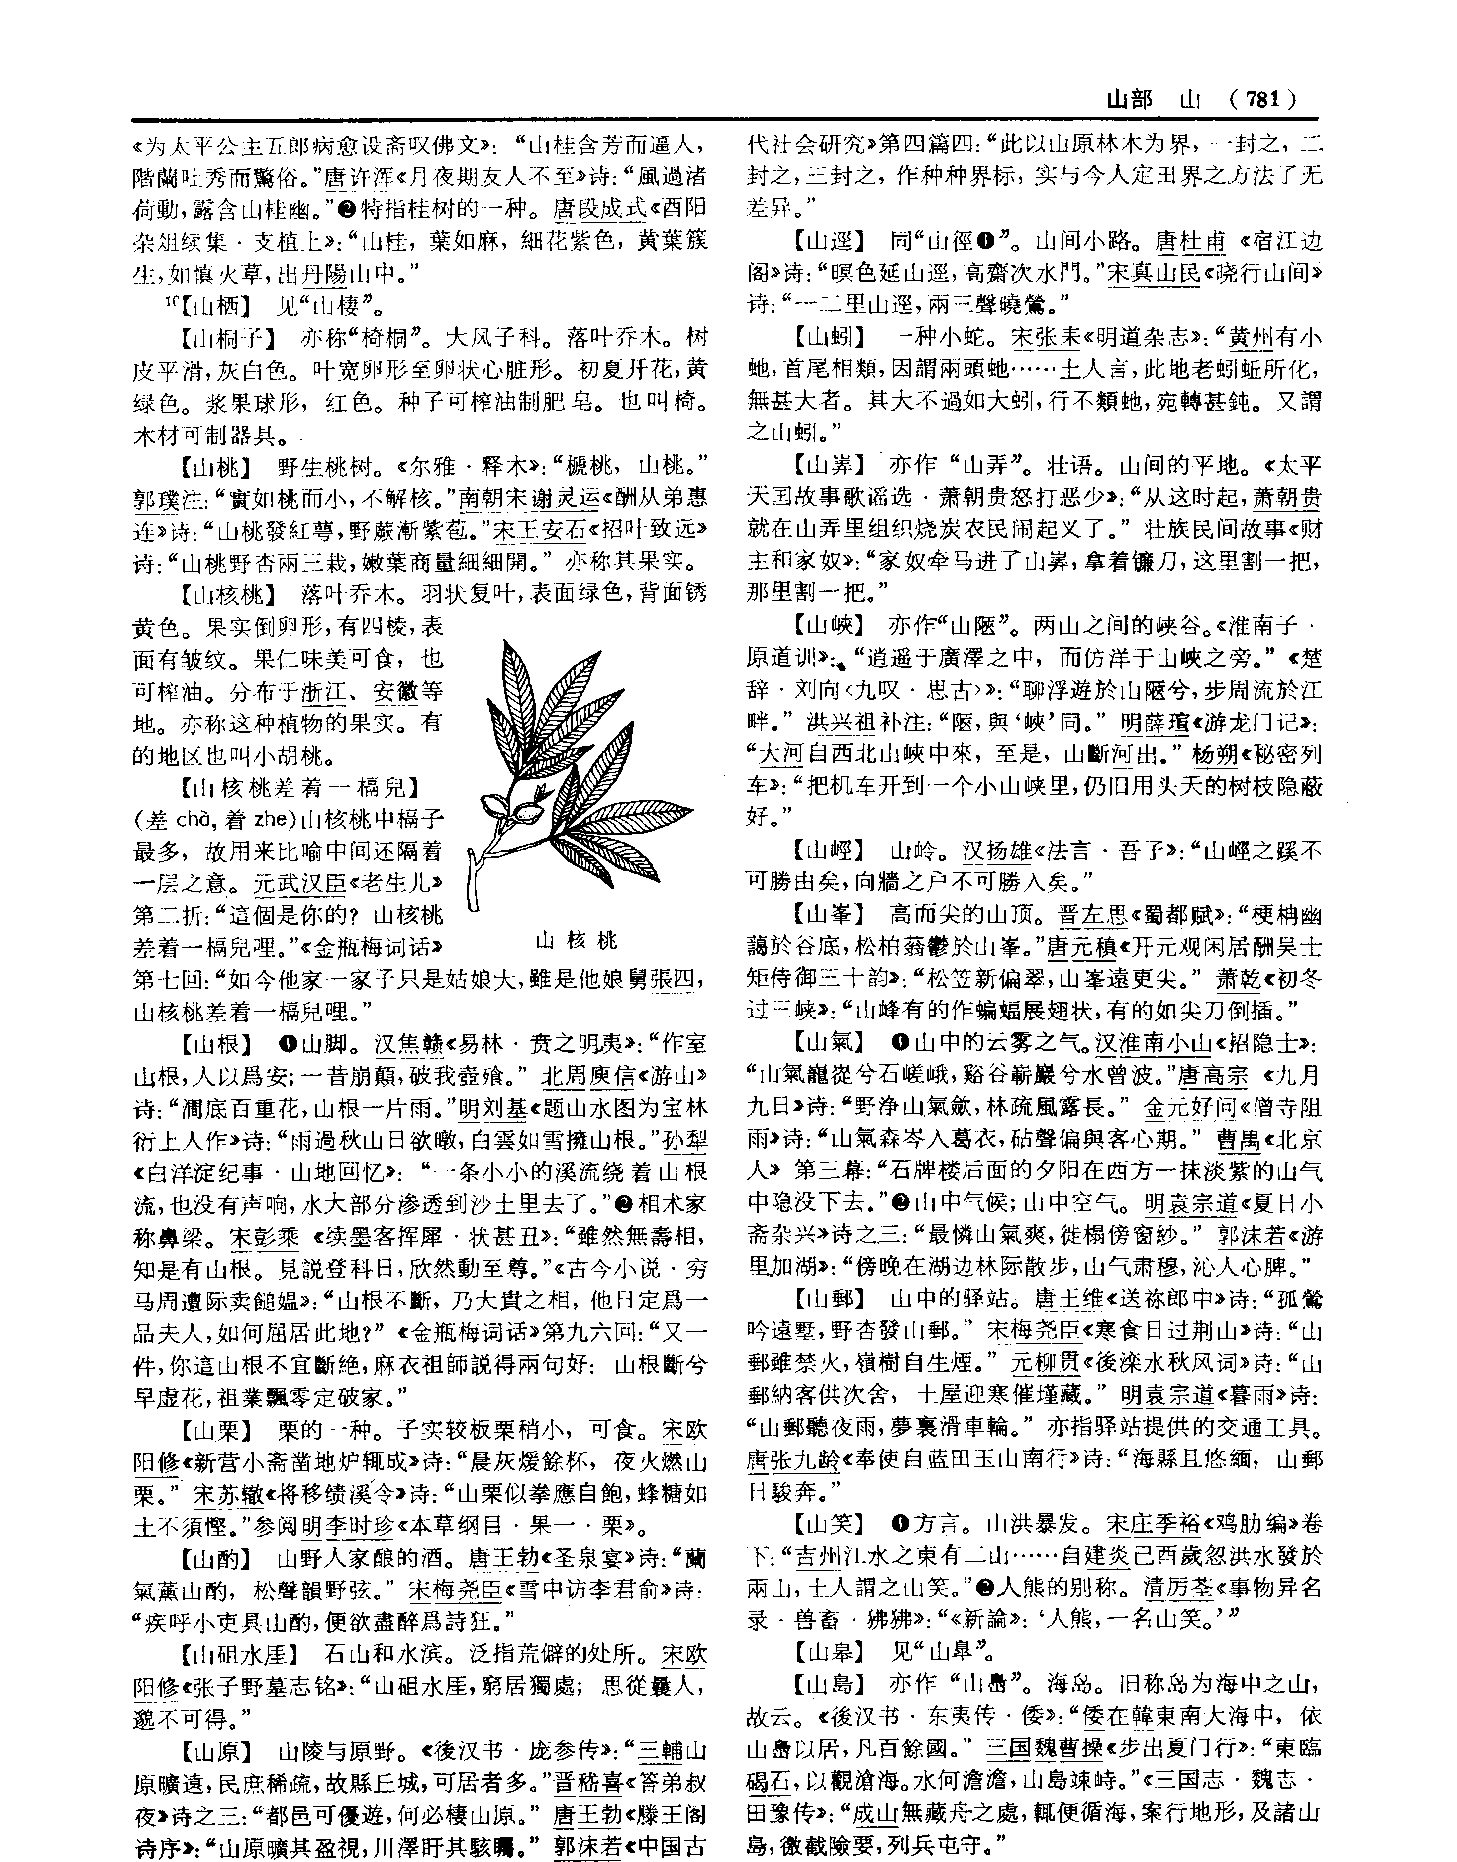 山部　山　（781）
《为太平公主五郎病愈设斋叹佛文》：“山桂含芳而逼人，
階蘭吐秀而驚俗。”唐许浑《月夜期友人不至》诗：“風過渚
荷動，露含山桂幽。”❷特指桂树的一种。唐段成式《酉阳
杂俎续集·支植上》：“山桂，葉如麻，細花紫色，黄葉簇
生，如慎火草，出丹陽山中。”
【山栖】　见“山棲”。
【山桐子】　亦称“椅桐”。大风子科。落叶乔木。树
皮平滑，灰白色。叶宽卵形至卵状心脏形。初夏开花，黄
绿色。浆果球形，红色。种子可榨油制肥皂。也叫椅。
木材可制器具。
【山桃】　野生桃树。《尔雅·释木》：“榹桃，山桃。”
郭璞注：“實如桃而小，不解核。”南朝宋谢灵运《酬从弟惠
连》诗：“山桃發紅萼，野蕨漸紫苞。”宋王安石《招叶致远》
诗：“山桃野杏兩三栽，嫩葉商量細細開。”亦称其果实。
【山核桃】　落叶乔木。羽状复叶，表面绿色，背面锈
黄色。果实倒卵形，有四棱，表
面有皱纹。果仁味美可食，也
可榨油。分布于浙江、安徽等
地。亦称这种植物的果实。有
的地区也叫小胡桃。
【山核桃差着一槅兒】
（差 chà，着 zhe）山核桃中槅子
最多，故用来比喻中间还隔着
一层之意。元武汉臣《老生儿》
第二折：“這個是你的？山核桃
差着一槅兒哩。”《金瓶梅词话》
山核桃
第七回：“如今他家一家子只是姑娘大，雖是他娘舅張四，
山核桃差着一槅兒哩。”
【山根】　❶山脚。汉焦赣《易林·贲之明夷》：“作室
山根，人以爲安；一昔崩顛，破我壺飧。”北周庾信《游山》
诗：“澗底百重花，山根一片雨。”明刘基《题山水图为宝林
衍上人作》诗：“雨過秋山日欲暾，白雲如雪擁山根。”孙犁
《白洋淀纪事·山地回忆》：“一条小小的溪流绕着山根
流，也没有声响，水大部分渗透到沙土里去了。”❷相术家
称鼻梁。宋彭乘《续墨客挥犀·状甚丑》：“雖然無壽相，
知是有山根。見説登科日，欣然動至尊。”《古今小说·穷
马周遭际卖䭔媪》：“山根不斷，乃大貴之相，他日定爲一
品夫人，如何屈居此地？”《金瓶梅词话》第九六回：“又一
件，你這山根不宜斷絶，麻衣祖師説得兩句好：山根斷兮
早虚花，祖業飄零定破家。”
【山栗】　栗的一种。子实较板栗稍小，可食。宋欧
阳修《新营小斋凿地炉辄成》诗：“晨灰煖餘杯，夜火燃山
栗。”宋苏辙《将移绩溪令》诗：“山栗似拳應自飽，蜂糖如
土不須慳。”参阅明李时珍《本草纲目·果一·栗》。
【山酌】　山野人家酿的酒。唐王勃《圣泉宴》诗：“蘭
氣薰山酌，松聲韻野弦。”宋梅尧臣《雪中访李君俞》诗：
“疾呼小吏具山酌，便欲盡醉爲詩狂。”
【山砠水厓】　石山和水滨。泛指荒僻的处所。宋欧
阳修《张子野墓志铭》：“山砠水厓，窮居獨處；思從曩人，
邈不可得。”
【山原】　山陵与原野。《後汉书·庞参传》：“三輔山
原曠遠，民庶稀疏，故縣丘城，可居者多。”晋嵇喜《答弟叔
夜》诗之三：“都邑可優遊，何必棲山原。”唐王勃《滕王阁
诗序》：“山原曠其盈視，川澤盱其駭矚。”郭沫若《中国古
代社会研究》第四篇四：“此以山原林木为界，一封之，二
封之，三封之，作种种界标，实与今人定田界之方法了无
差异。”
【山逕】　同“山徑❶”。山间小路。唐杜甫《宿江边
阁》诗：“暝色延山逕，高齋次水門。”宋真山民《晓行山间》
诗：“一二里山逕，兩三聲曉鶯。”
【山蚓】　一种小蛇。宋张耒《明道杂志》：“黄州有小
虵，首尾相類，因謂兩頭虵……土人言，此地老蚓蚯所化，
無甚大者。其大不過如大蚓，行不類虵，宛轉甚鈍。又謂
之山蚓。”
【山𡶶】　亦作“山弄”。壮语。山间的平地。《太平
天国故事歌谣选·萧朝贵怒打恶少》：“从这时起，萧朝贵
就在山弄里组织烧炭农民闹起义了。”壮族民间故事《财
主和家奴》：“家奴牵马进了山𡶶，拿着镰刀，这里割一把，
那里割一把。”
【山峽】　亦作“山陿”。两山之间的峡谷。《淮南子·
原道训》：“逍遥于廣澤之中，而仿洋于山峽之旁。”《楚
辞·刘向〈九叹·思古〉》：“聊浮遊於山陿兮，步周流於江
畔。”洪兴祖补注：“陿，與‘峽’同。”明薛瑄《游龙门记》：
“大河自西北山峽中來，至是，山斷河出。”杨朔《秘密列
车》：“把机车开到一个小山峡里，仍旧用头天的树枝隐蔽
好。”
【山峌】　山岭。汉扬雄《法言·吾子》：“山峌之蹊不
可勝由矣，向牆之户不可勝入矣。”
【山峯】　高而尖的山顶。晋左思《蜀都赋》：“楩柟幽
藹於谷底，松柏蓊鬱於山峯。”唐元稹《开元观闲居酬吴士
矩侍御三十韵》：“松笠新偏翠，山峯遠更尖。”萧乾《初冬
过三峡》：“山峰有的作蝙蝠展翅状，有的如尖刀倒插。”
【山氣】　❶山中的云雾之气。汉淮南小山《招隐士》：
“山氣巃嵸兮石嵯峨，谿谷嶄巖兮水曾波。”唐高宗《九月
九日》诗：“野净山氣歛，林疏風露長。”金元好问《僧寺阻
雨》诗：“山氣森岑入葛衣，砧聲偏與客心期。”曹禺《北京
人》第三幕：“石牌楼后面的夕阳在西方一抹淡紫的山气
中隐没下去。”❷山中气候；山中空气。明袁宗道《夏日小
斋杂兴》诗之三：“最憐山氣爽，徙榻傍窗紗。”郭沫若《游
里加湖》：“傍晚在湖边林际散步，山气肃穆，沁人心脾。”
【山郵】　山中的驿站。唐王维《送祢郎中》诗：“孤鶯
吟遠墅，野杏發山郵。”宋梅尧臣《寒食日过荆山》诗：“山
郵雖禁火，嶺樹自生煙。”元柳贯《後滦水秋风词》诗：“山
郵納客供次舍，土屋迎寒催墐藏。”明袁宗道《暮雨》诗：
“山郵聽夜雨，夢裏滑車輪。”亦指驿站提供的交通工具。
唐张九龄《奉使自蓝田玉山南行》诗：“海縣且悠緬，山郵
日駿奔。”
【山笑】　❶方言。山洪暴发。宋庄季裕《鸡肋编》卷
下：“吉州江水之東有二山……自建炎己酉歲忽洪水發於
兩山，土人謂之山笑。”❷人熊的别称。清厉荃《事物异名
录·兽畜·狒狒》：“《新論》：‘人熊，一名山笑。’”
【山臯】　见“山皋”。
【山島】　亦作“山㠀”。海岛。旧称岛为海中之山，
故云。《後汉书·东夷传·倭》：“倭在韓東南大海中，依
山㠀以居，凡百餘國。”三国魏曹操《步出夏门行》：“東臨
碣石，以觀滄海。水何澹澹，山島竦峙。”《三国志·魏志·
田豫传》：“成山無藏舟之處，輒便循海，案行地形，及諸山
島，徼截險要，列兵屯守。”